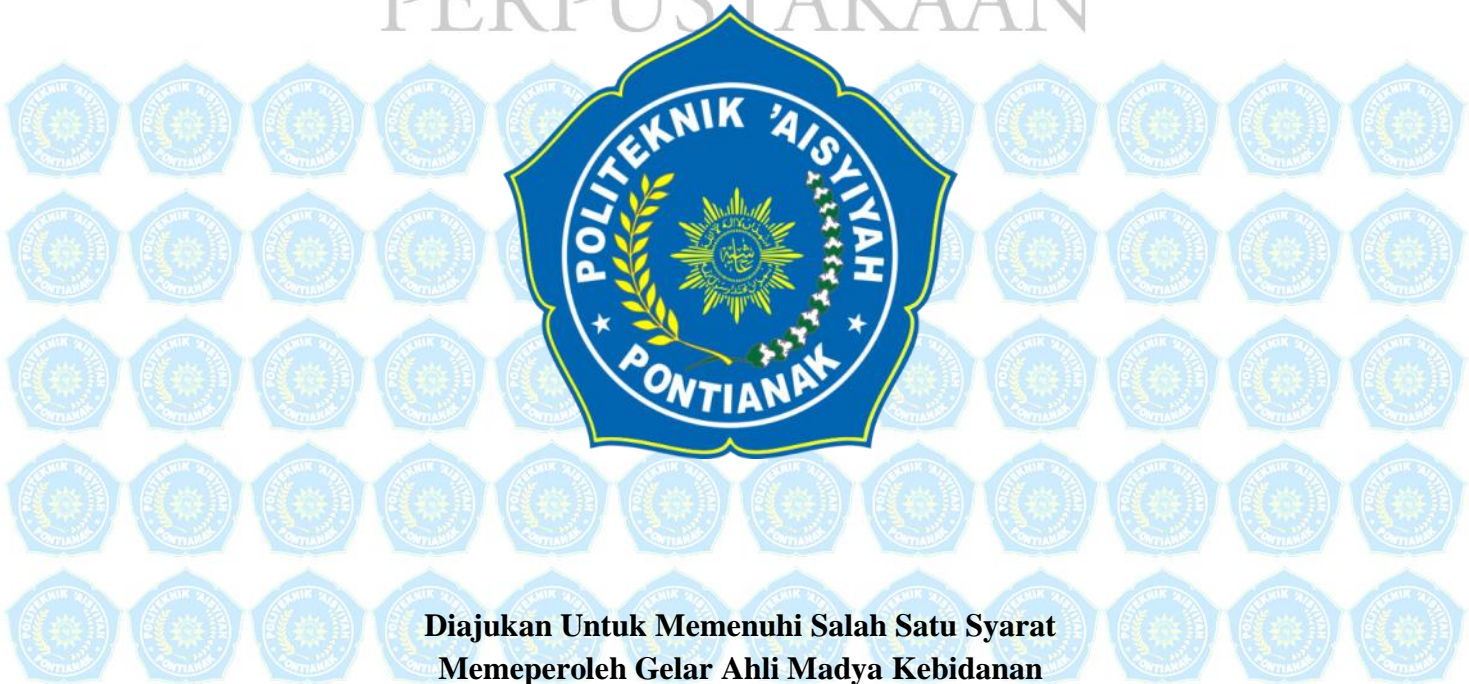 PERPUSTAKAAN
POLITEKNIK 'AISYIYAH
PONTIANAK
Diajukan Untuk Memenuhi Salah Satu Syarat
Memeperoleh Gelar Ahli Madya Kebidanan